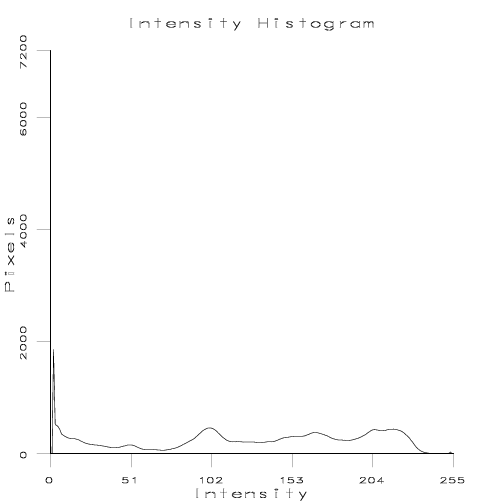 Intensity Histogram
7200
6000
4000
2000
0
Pixels
0 51 102 153 204 255
Intensity